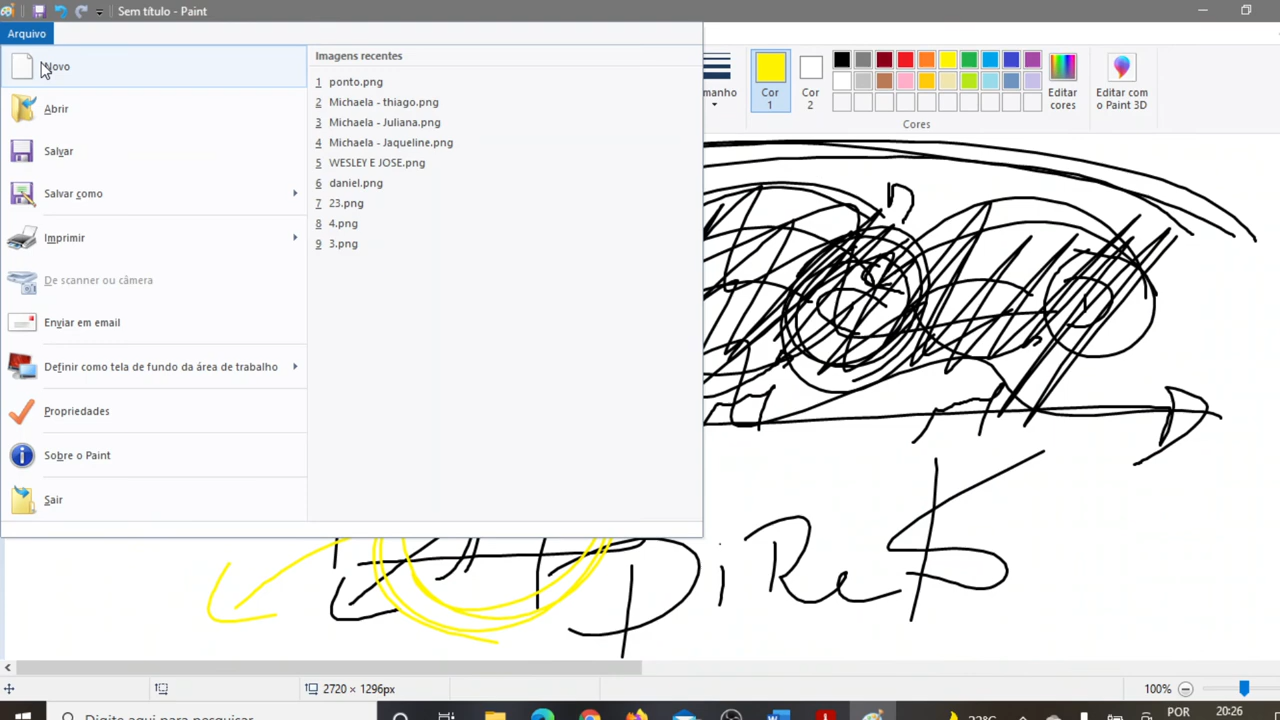 Sem título - Paint
Arquivo
Novo
Abrir
Salvar
Salvar como
Imprimir
De scanner ou câmera
Enviar em email
Definir como tela de fundo da área de trabalho
Propriedades
Sobre o Paint
Sair
Imagens recentes
1 ponto.png
2 Michaela - thiago.png
3 Michaela - Juliana.png
4 Michaela - Jaqueline.png
5 WESLEY E JOSE.png
6 daniel.png
7 23.png
8 4.png
9 3.png
Cor 1
Cor 2
Editar cores
Editar com o Paint 3D
Cores
2720 × 1296px
100%
Digite aqui para pesquisar
POR
20:26